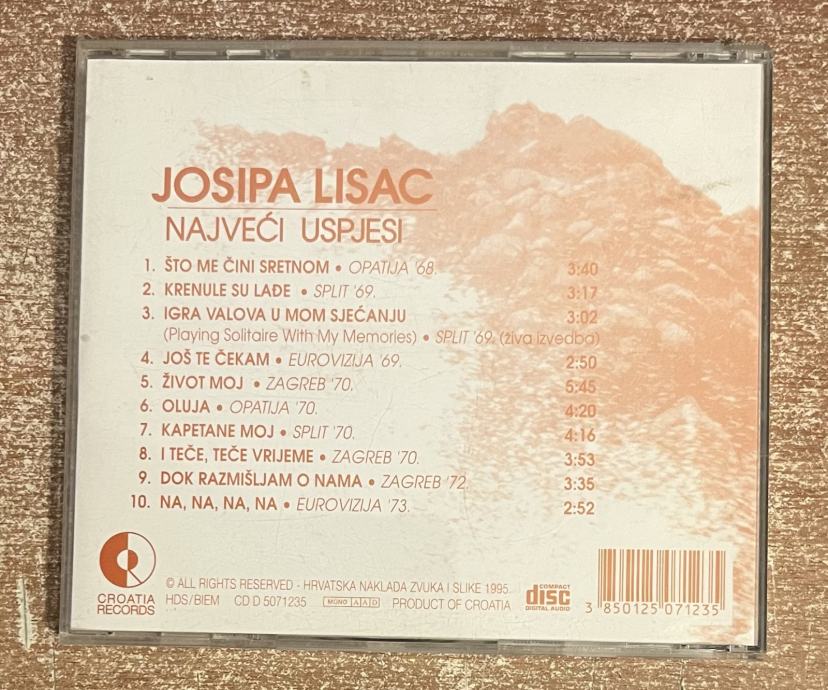 JOSIPA LISAC
NAJVEĆI USPJESI
1. ŠTO ME ČINI SRETNOM • OPATIJA '68. 3:40
2. KRENULE SU LAĐE • SPLIT '69. 3:17
3. IGRA VALOVA U MOM SJEĆANJU 3:02
(Playing Solitaire With My Memories) • SPLIT '69. (živa izvedba)
4. JOŠ TE ČEKAM • EUROVIZIJA '69. 2:50
5. ŽIVOT MOJ • ZAGREB '70. 5:45
6. OLUJA • OPATIJA '70. 4:20
7. KAPETANE MOJ • SPLIT '70. 4:16
8. I TEČE, TEČE VRIJEME • ZAGREB '70. 3:53
9. DOK RAZMIŠLJAM O NAMA • ZAGREB '72. 3:35
10. NA, NA, NA, NA • EUROVIZIJA '73. 2:52
CROATIA
RECORDS
© ALL RIGHTS RESERVED - HRVATSKA NAKLADA ZVUKA I SLIKE 1995.
HDS/BIEM CD D 5071235 MONO A A D PRODUCT OF CROATIA
COMPACT
disc
DIGITAL AUDIO
3 850125 071235